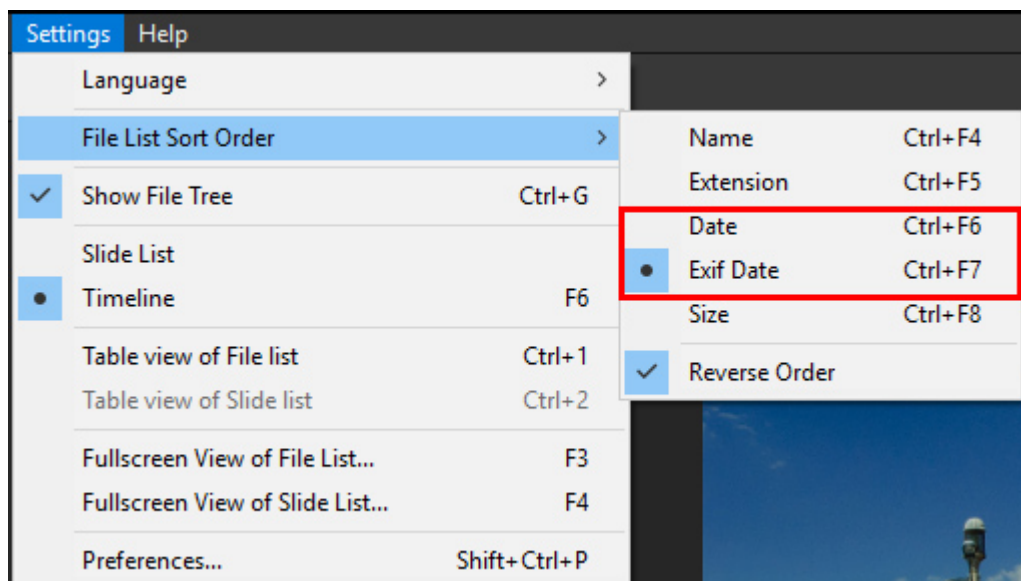 Settings Help
Language
File List Sort Order
Show File Tree Ctrl+G
Slide List
Timeline F6
Table view of File list Ctrl+1
Table view of Slide list Ctrl+2
Fullscreen View of File List... F3
Fullscreen View of Slide List... F4
Preferences... Shift+Ctrl+P
Name Ctrl+F4
Extension Ctrl+F5
Date Ctrl+F6
Exif Date Ctrl+F7
Size Ctrl+F8
Reverse Order